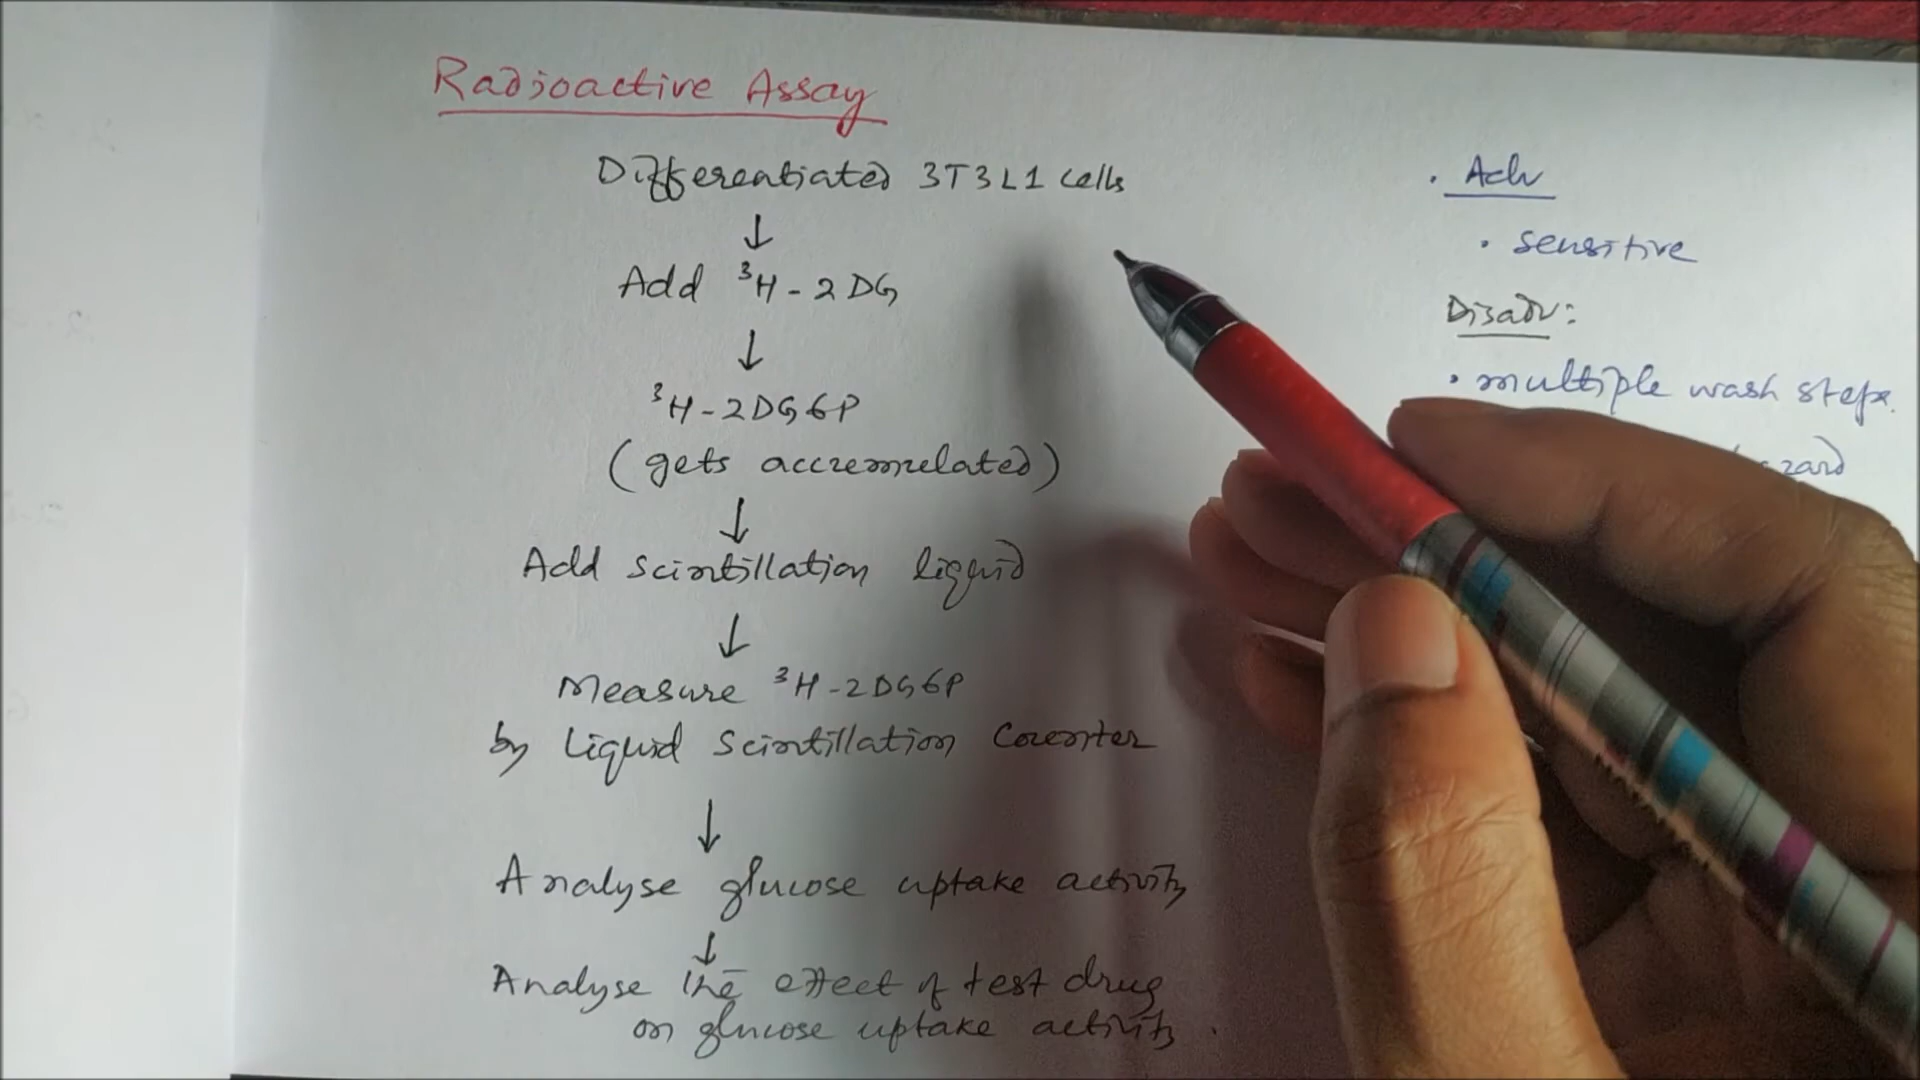 Radioactive Assay
Differentiated 3T3L1 cells
↓
Add ³H-2DG
↓
³H-2DG6P
(gets accumulated)
↓
Add scintillation liquid
↓
Measure ³H-2DG6P
by Liquid Scintillation Counter
↓
Analyse glucose uptake activity
↓
Analyse the effect of test drug
on glucose uptake activity.
. Adv
. sensitive
Disadv:
. multiple wash steps.